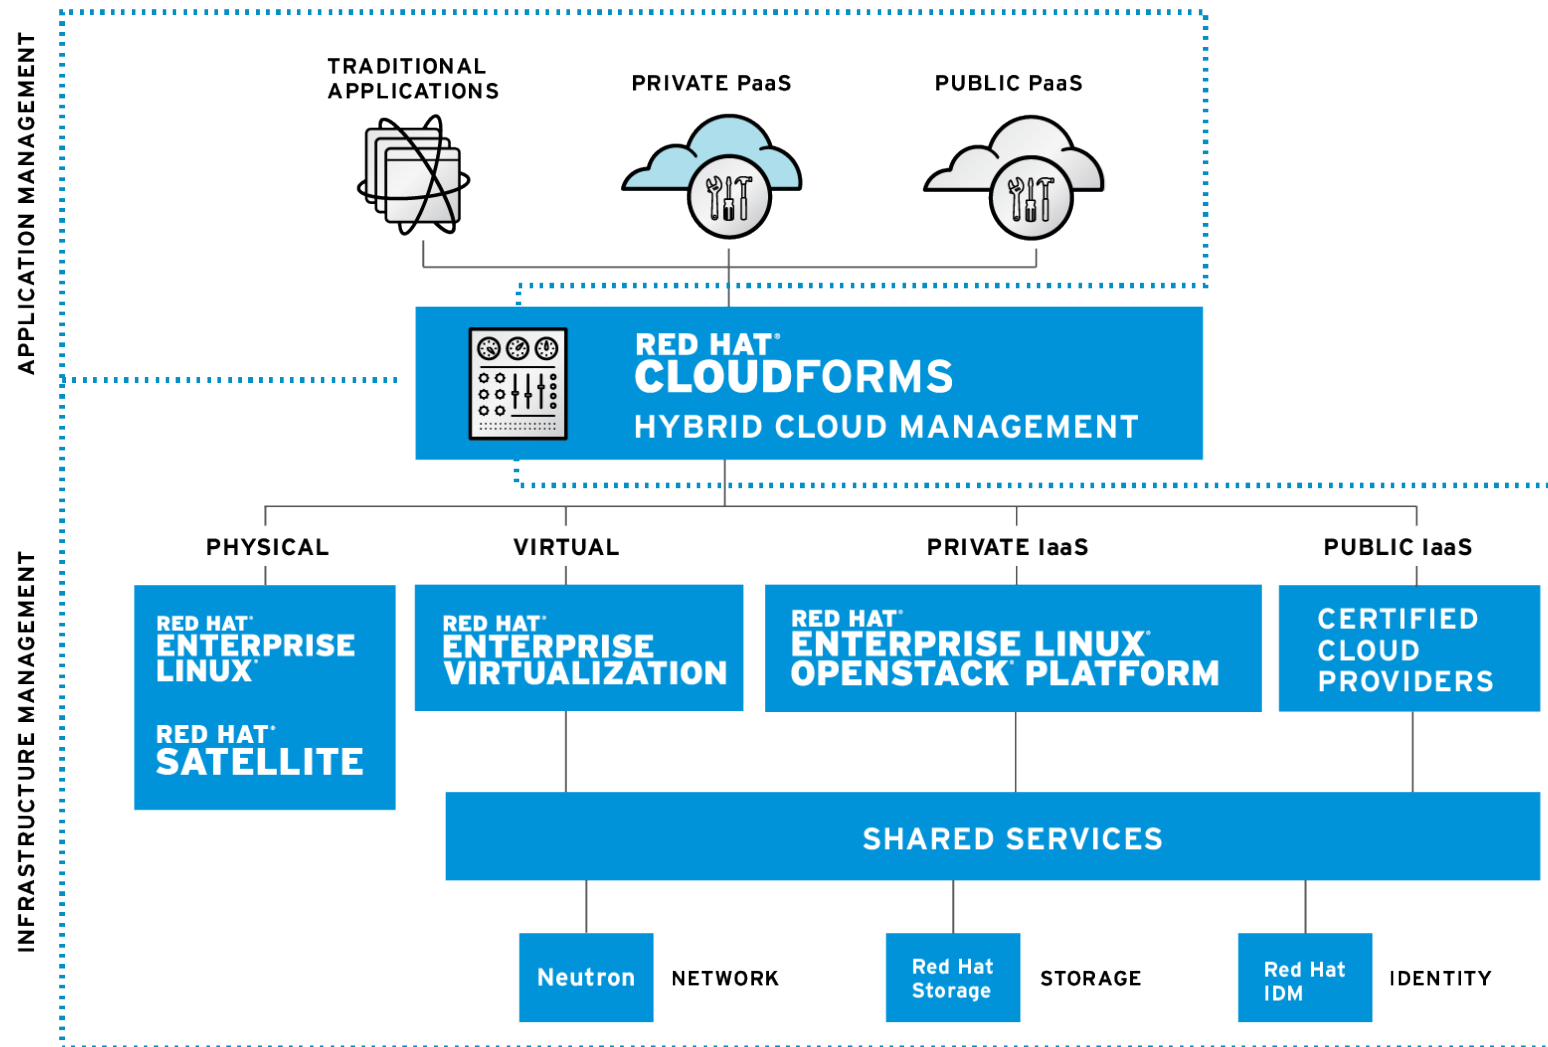 APPLICATION MANAGEMENT
TRADITIONAL
APPLICATIONS
PRIVATE PaaS
PUBLIC PaaS
RED HAT®
CLOUDFORMS
HYBRID CLOUD MANAGEMENT
INFRASTRUCTURE MANAGEMENT
PHYSICAL
VIRTUAL
PRIVATE IaaS
PUBLIC IaaS
RED HAT®
ENTERPRISE
LINUX®
RED HAT®
SATELLITE
RED HAT®
ENTERPRISE
VIRTUALIZATION
RED HAT®
ENTERPRISE LINUX®
OPENSTACK® PLATFORM
CERTIFIED
CLOUD
PROVIDERS
SHARED SERVICES
Neutron
NETWORK
Red Hat
Storage
STORAGE
Red Hat
IDM
IDENTITY